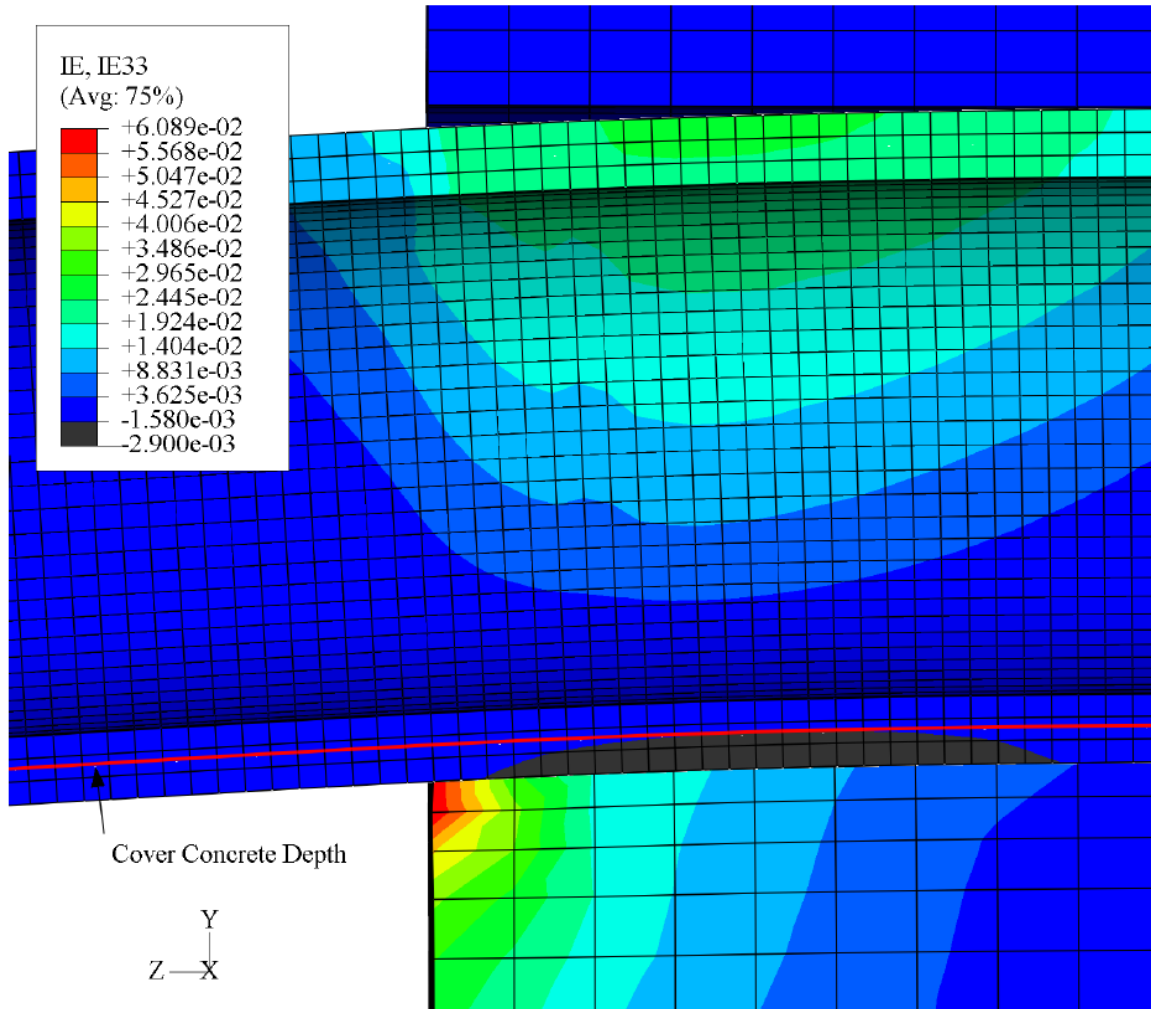 IE, IE33
(Avg: 75%)
+6.089e-02
+5.568e-02
+5.047e-02
+4.527e-02
+4.006e-02
+3.486e-02
+2.965e-02
+2.445e-02
+1.924e-02
+1.404e-02
+8.831e-03
+3.625e-03
-1.580e-03
-2.900e-03
Cover Concrete Depth
Y
Z
X